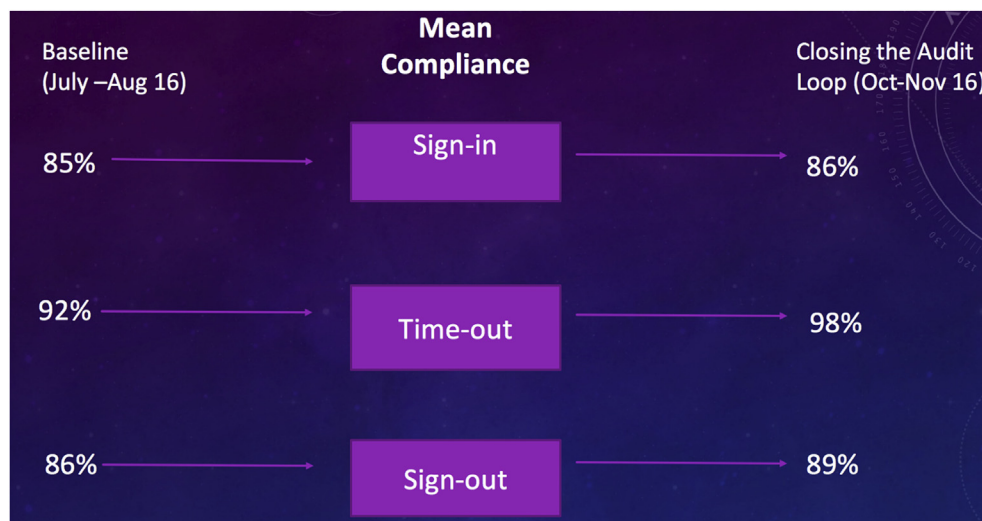 Mean
Compliance
Baseline
(July –Aug 16)
Closing the Audit
Loop (Oct-Nov 16)
85%
Sign-in
86%
92%
Time-out
98%
86%
Sign-out
89%